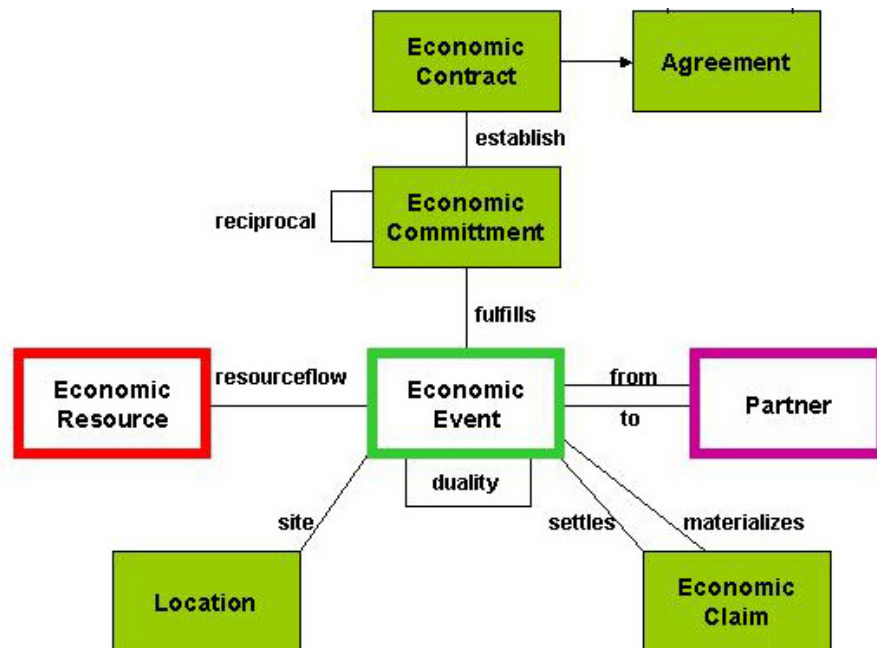 Economic
Contract
Agreement
establish
reciprocal
Economic
Committment
fulfills
Economic
Resource
resourceflow
Economic
Event
from
to
Partner
duality
site
settles
materializes
Location
Economic
Claim